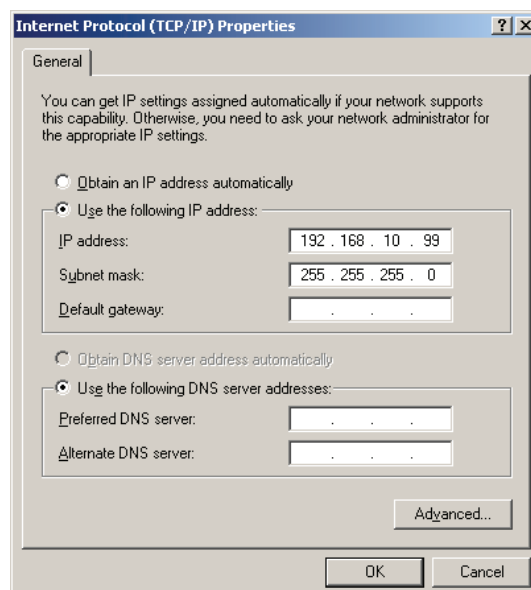 Internet Protocol (TCP/IP) Properties
General
You can get IP settings assigned automatically if your network supports
this capability. Otherwise, you need to ask your network administrator for
the appropriate IP settings.
Obtain an IP address automatically
Use the following IP address:
IP address: 192 . 168 . 10 . 99
Subnet mask: 255 . 255 . 255 . 0
Default gateway: . . .
Obtain DNS server address automatically
Use the following DNS server addresses:
Preferred DNS server: . . .
Alternate DNS server: . . .
Advanced...
OK Cancel